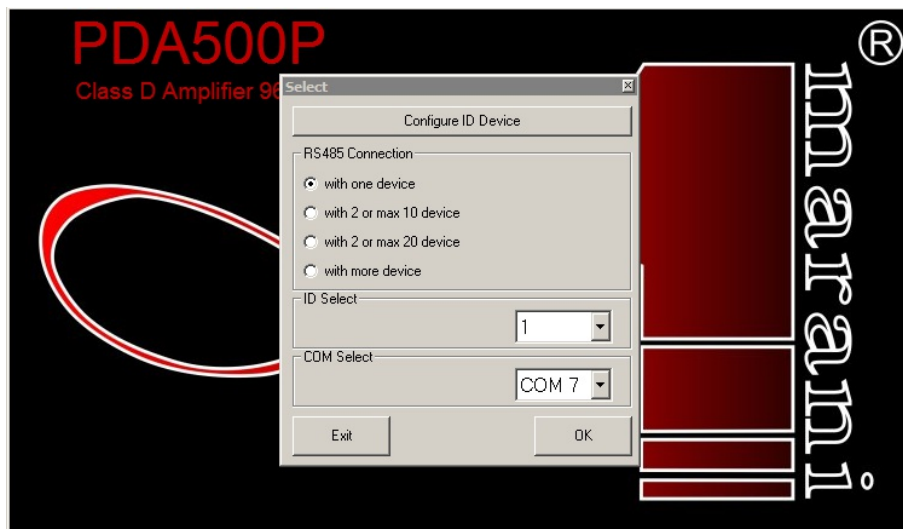 PDA500P
Class D Amplifier 96
Select
Configure ID Device
RS485 Connection
with one device
with 2 or max 10 device
with 2 or max 20 device
with more device
ID Select
1
COM Select
COM 7
Exit
OK
marani
®